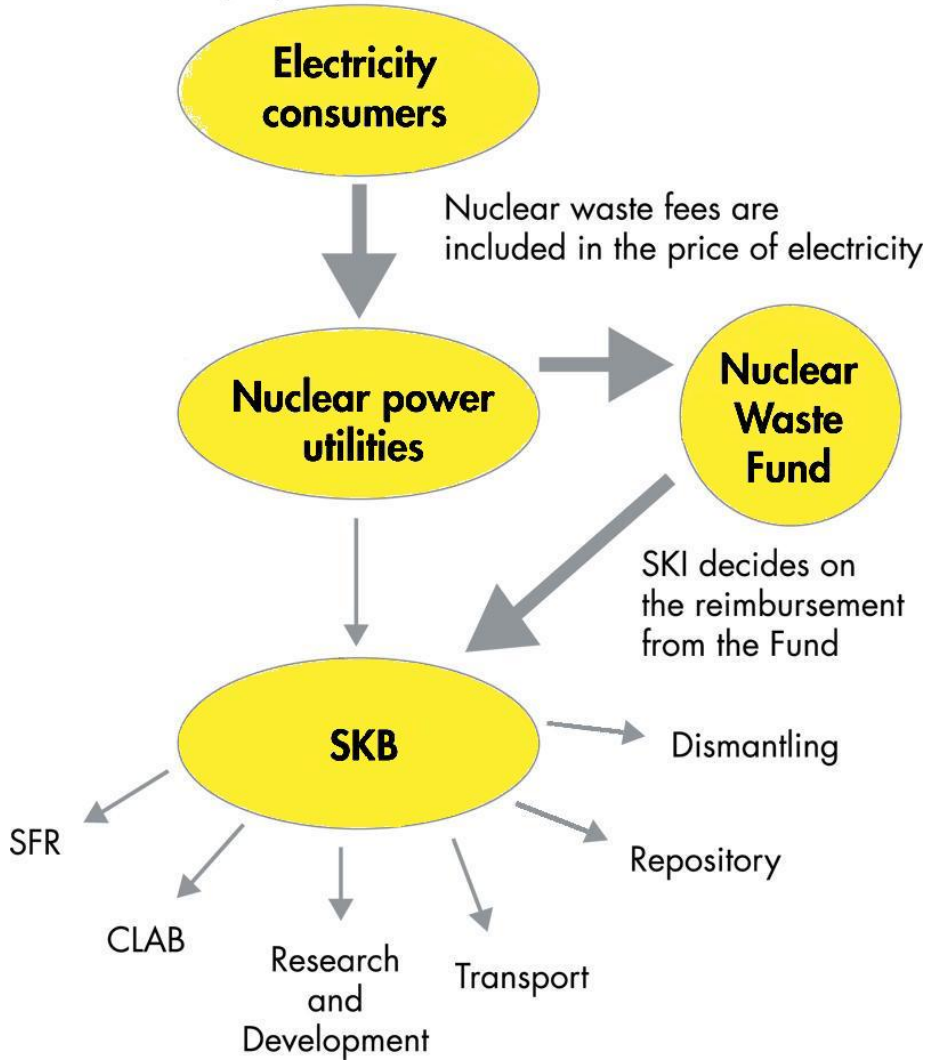 Electricity
consumers
Nuclear waste fees are
included in the price of electricity
Nuclear power
utilities
Nuclear
Waste
Fund
SKI decides on
the reimbursement
from the Fund
SKB
Dismantling
Repository
Transport
Research
and
Development
CLAB
SFR